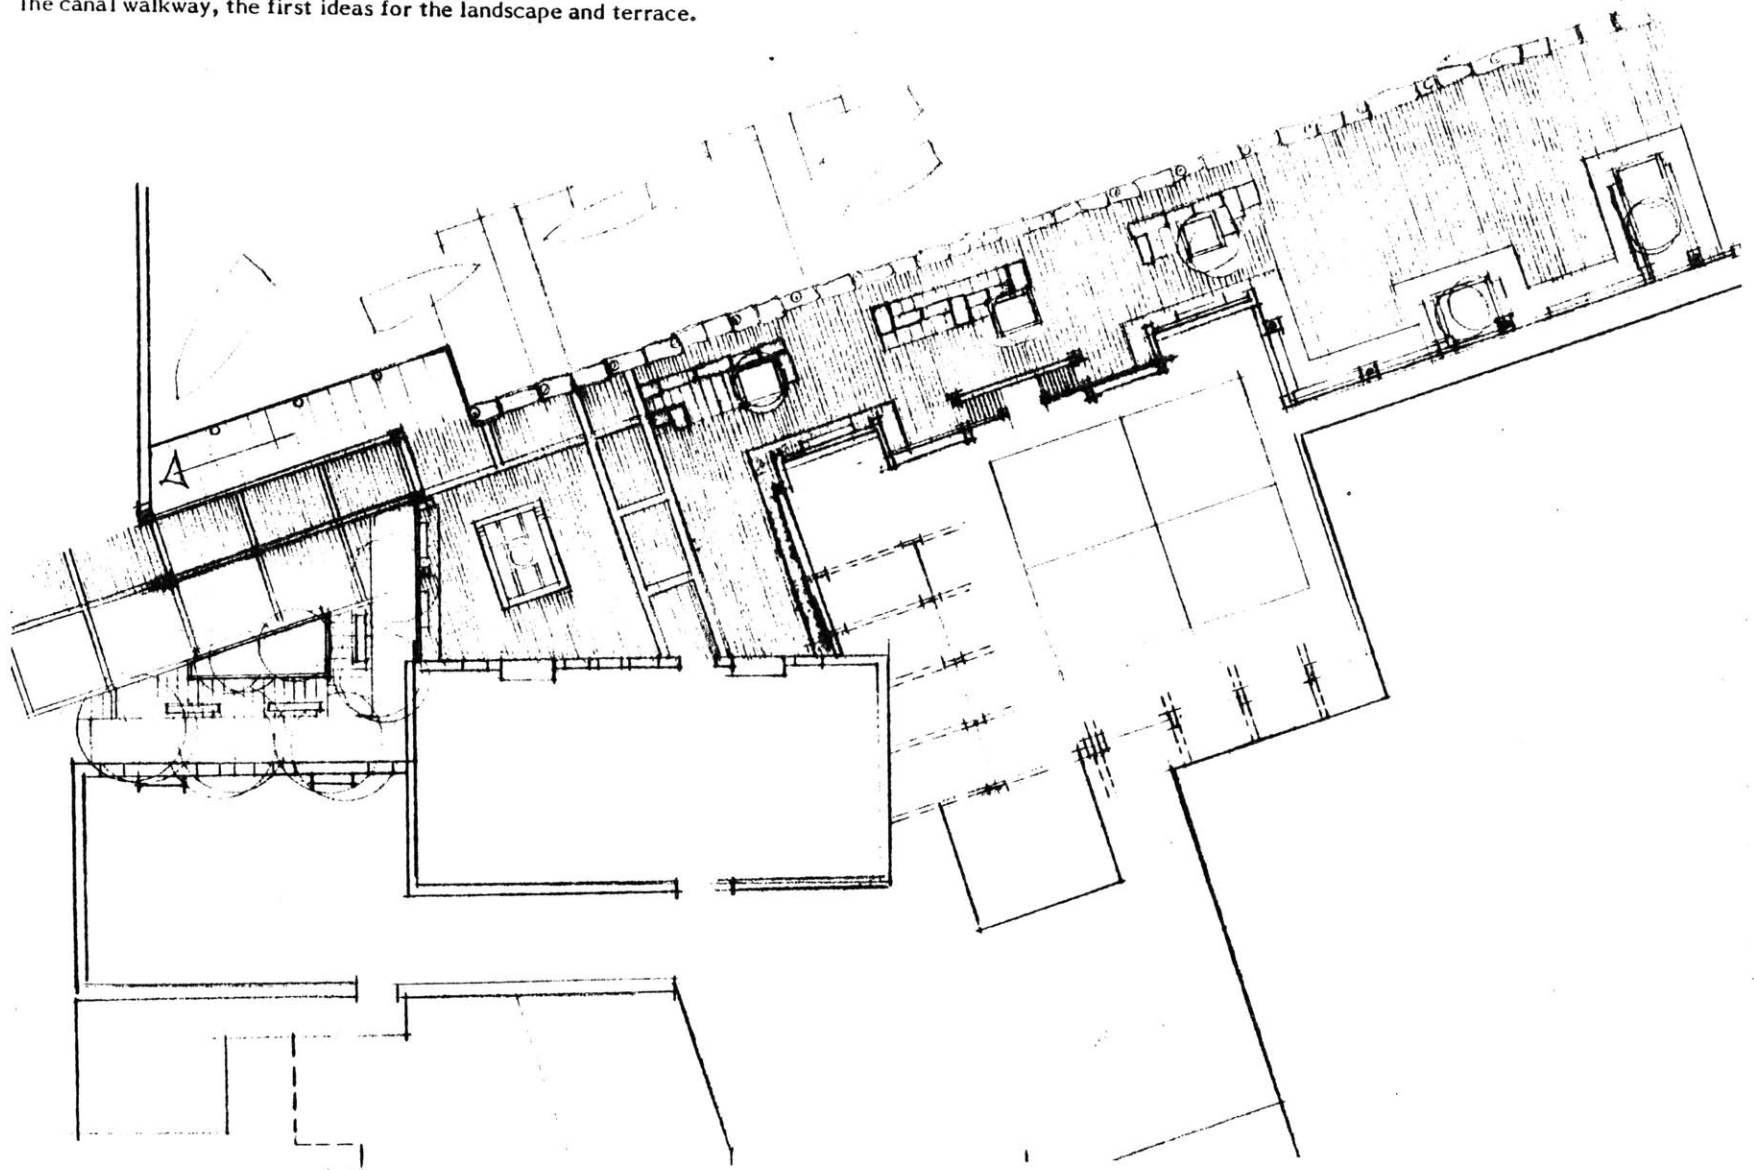 The canal walkway, the first ideas for the landscape and terrace.